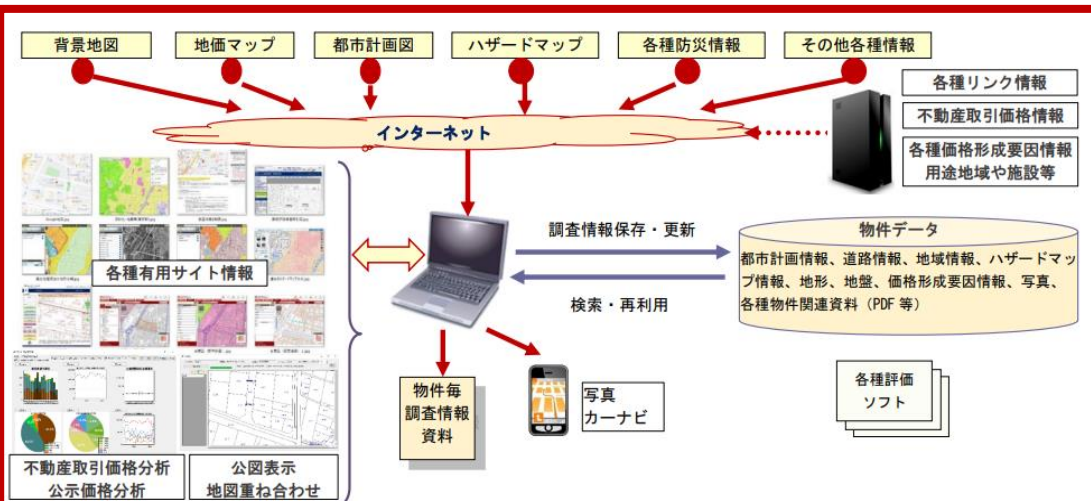 背景地図
地価マップ
都市計画図
ハザードマップ
各種防災情報
その他各種情報
インターネット
各種リンク情報
不動産取引価格情報
各種価格形成要因情報
用途地域や施設等
各種有用サイト情報
調査情報保存・更新
検索・再利用
物件データ
都市計画情報、道路情報、地域情報、ハザードマッ
プ情報、地形、地盤、価格形成要因情報、写真、
各種物件関連資料（PDF 等）
物件毎
調査情報
資料
写真
カーナビ
各種評価
ソフト
不動産取引価格分析
公示価格分析
公図表示
地図重ね合わせ